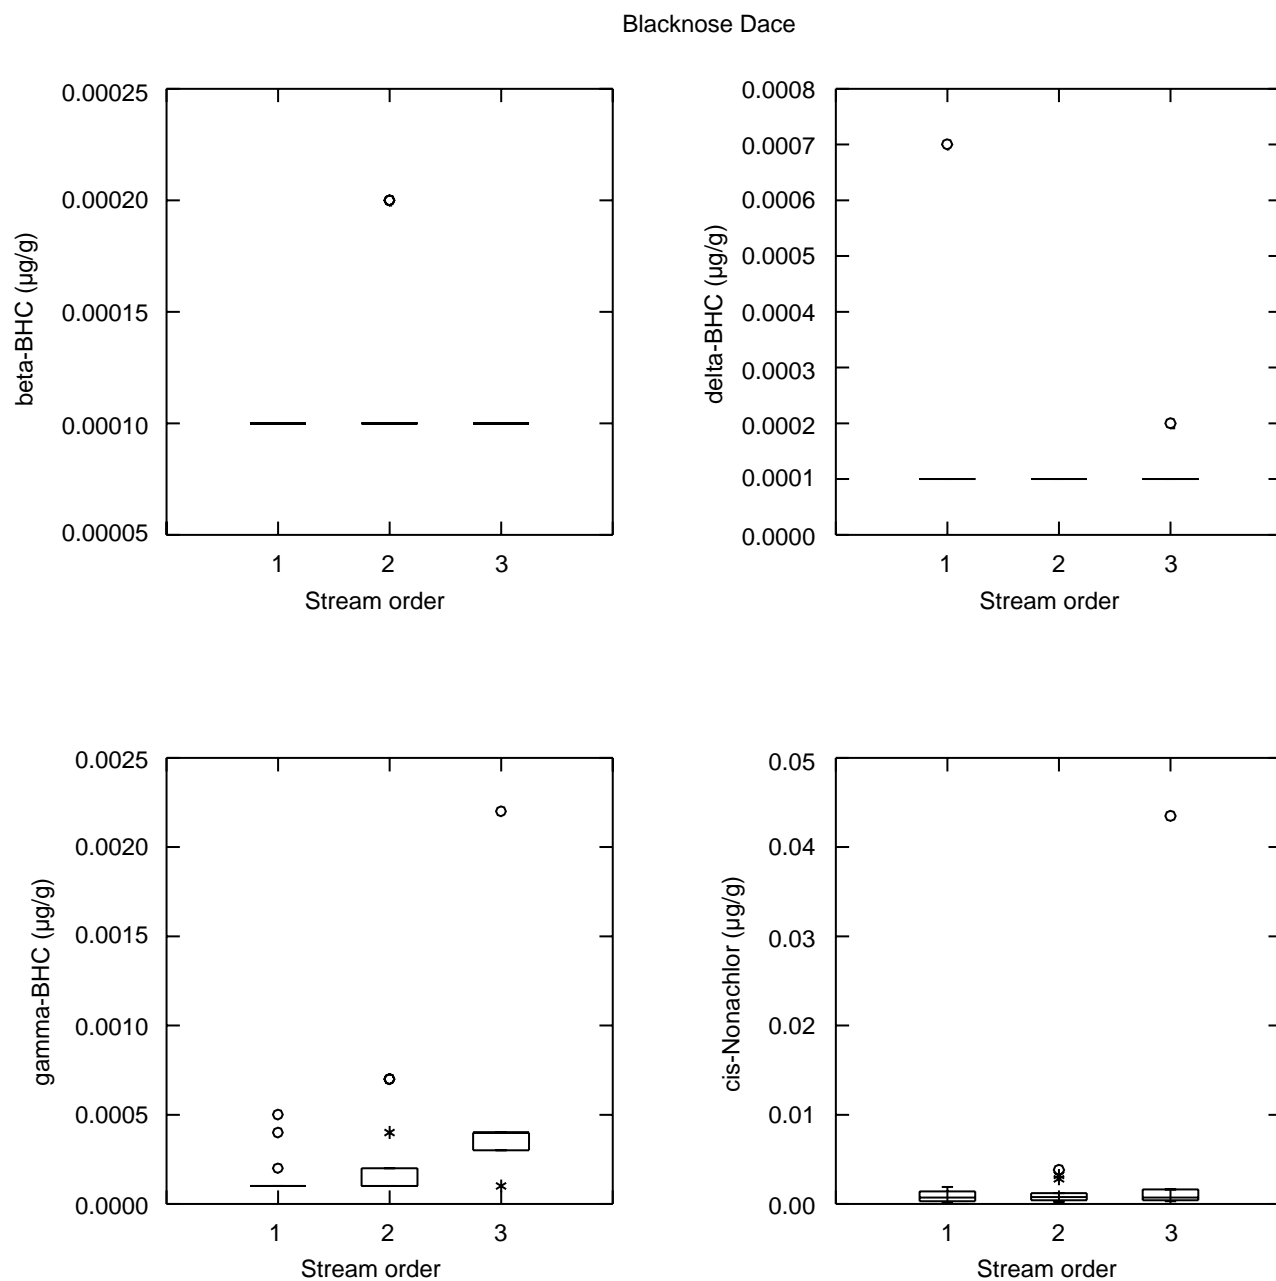 Blacknose Dace
0.00025
0.00020
0.00015
0.00010
0.00005
beta-BHC (µg/g)
1 2 3
Stream order
0.0008
0.0007
0.0006
0.0005
0.0004
0.0003
0.0002
0.0001
0.0000
delta-BHC (µg/g)
1 2 3
Stream order
0.0025
0.0020
0.0015
0.0010
0.0005
0.0000
gamma-BHC (µg/g)
1 2 3
Stream order
0.05
0.04
0.03
0.02
0.01
0.00
cis-Nonachlor (µg/g)
1 2 3
Stream order